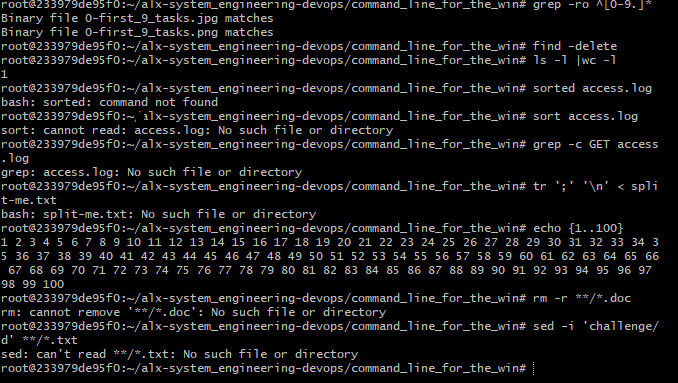 root@233979de95f0:~/alx-system_engineering-devops/command_line_for_the_win# grep -ro ^[0-9.]*
Binary file 0-first_9_tasks.jpg matches
Binary file 0-first_9_tasks.png matches
root@233979de95f0:~/alx-system_engineering-devops/command_line_for_the_win# find -delete
root@233979de95f0:~/alx-system_engineering-devops/command_line_for_the_win# ls -l |wc -l
1
root@233979de95f0:~/alx-system_engineering-devops/command_line_for_the_win# sorted access.log
bash: sorted: command not found
root@233979de95f0:~/alx-system_engineering-devops/command_line_for_the_win# sort access.log
sort: cannot read: access.log: No such file or directory
root@233979de95f0:~/alx-system_engineering-devops/command_line_for_the_win# grep -c GET access
.log
grep: access.log: No such file or directory
root@233979de95f0:~/alx-system_engineering-devops/command_line_for_the_win# tr ';' '\n' < spli
t-me.txt
bash: split-me.txt: No such file or directory
root@233979de95f0:~/alx-system_engineering-devops/command_line_for_the_win# echo {1..100}
1 2 3 4 5 6 7 8 9 10 11 12 13 14 15 16 17 18 19 20 21 22 23 24 25 26 27 28 29 30 31 32 33 34 3
5 36 37 38 39 40 41 42 43 44 45 46 47 48 49 50 51 52 53 54 55 56 57 58 59 60 61 62 63 64 65 66
 67 68 69 70 71 72 73 74 75 76 77 78 79 80 81 82 83 84 85 86 87 88 89 90 91 92 93 94 95 96 97
98 99 100
root@233979de95f0:~/alx-system_engineering-devops/command_line_for_the_win# rm -r **/*.doc
rm: cannot remove '**/*.doc': No such file or directory
root@233979de95f0:~/alx-system_engineering-devops/command_line_for_the_win# sed -i 'challenge/
d' **/*.txt
sed: can't read **/*.txt: No such file or directory
root@233979de95f0:~/alx-system_engineering-devops/command_line_for_the_win#